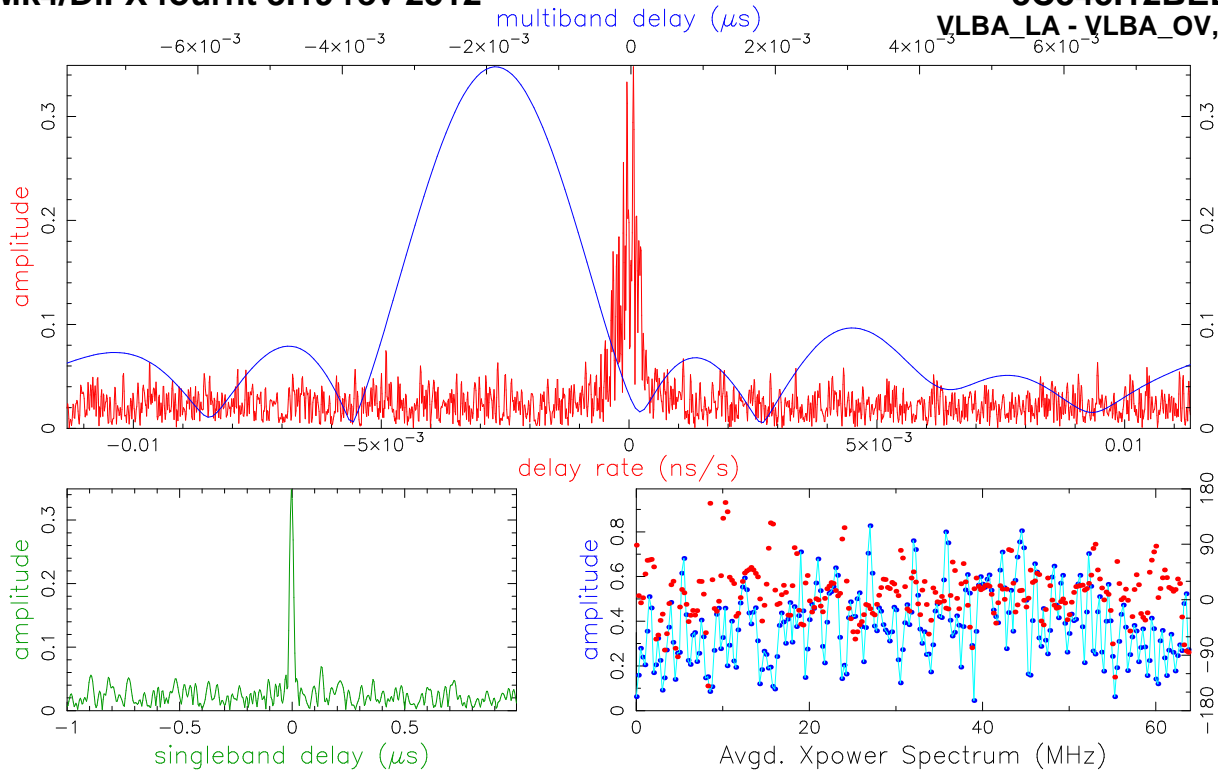 multiband delay (μs)
VLBA_LA - VLBA_OV,
−6×10⁻³ −4×10⁻³ −2×10⁻³ 0 2×10⁻³ 4×10⁻³ 6×10⁻³
amplitude
0 0.1 0.2 0.3
0 0.1 0.2 0.3
−0.01 −5×10⁻³ 0 5×10⁻³ 0.01
delay rate (ns/s)
amplitude
0 0.1 0.2 0.3
−1 −0.5 0 0.5
singleband delay (μs)
amplitude
0 0.2 0.4 0.6 0.8
−180 −90 0 90 180
0 20 40 60
Avgd. Xpower Spectrum (MHz)